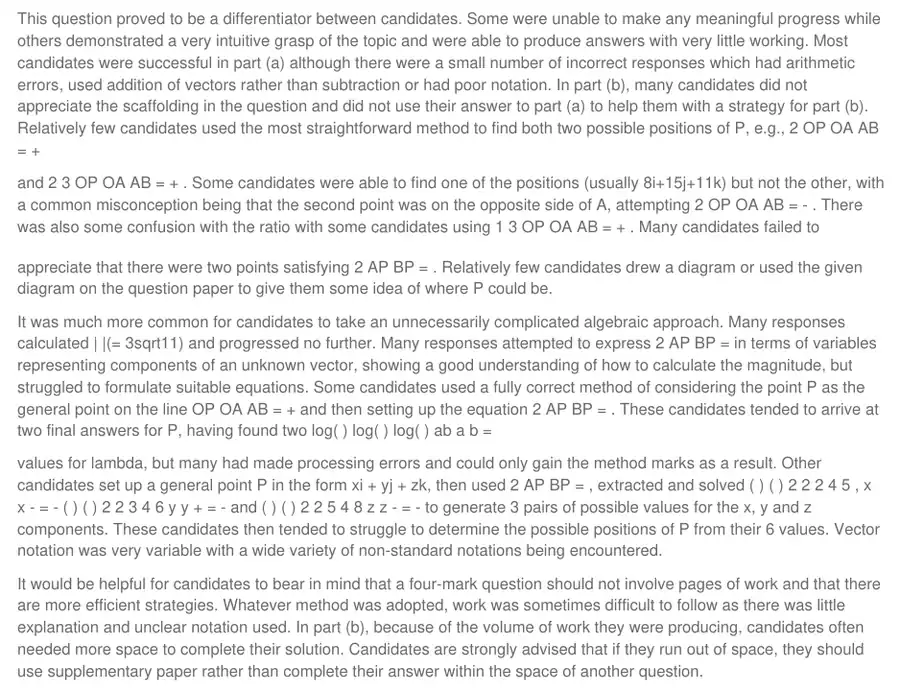 This question proved to be a differentiator between candidates. Some were unable to make any meaningful progress while
others demonstrated a very intuitive grasp of the topic and were able to produce answers with very little working. Most
candidates were successful in part (a) although there were a small number of incorrect responses which had arithmetic
errors, used addition of vectors rather than subtraction or had poor notation. In part (b), many candidates did not
appreciate the scaffolding in the question and did not use their answer to part (a) to help them with a strategy for part (b).
Relatively few candidates used the most straightforward method to find both two possible positions of P, e.g., 2 OP OA AB
= +
and 2 3 OP OA AB = + . Some candidates were able to find one of the positions (usually 8i+15j+11k) but not the other, with
a common misconception being that the second point was on the opposite side of A, attempting 2 OP OA AB = - . There
was also some confusion with the ratio with some candidates using 1 3 OP OA AB = + . Many candidates failed to
appreciate that there were two points satisfying 2 AP BP = . Relatively few candidates drew a diagram or used the given
diagram on the question paper to give them some idea of where P could be.
It was much more common for candidates to take an unnecessarily complicated algebraic approach. Many responses
calculated | |(= 3sqrt11) and progressed no further. Many responses attempted to express 2 AP BP = in terms of variables
representing components of an unknown vector, showing a good understanding of how to calculate the magnitude, but
struggled to formulate suitable equations. Some candidates used a fully correct method of considering the point P as the
general point on the line OP OA AB = + and then setting up the equation 2 AP BP = . These candidates tended to arrive at
two final answers for P, having found two log( ) log( ) log( ) ab a b =
values for lambda, but many had made processing errors and could only gain the method marks as a result. Other
candidates set up a general point P in the form xi + yj + zk, then used 2 AP BP = , extracted and solved ( ) ( ) 2 2 2 4 5 , x
x - = - ( ) ( ) 2 2 3 4 6 y y + = - and ( ) ( ) 2 2 5 4 8 z z - = - to generate 3 pairs of possible values for the x, y and z
components. These candidates then tended to struggle to determine the possible positions of P from their 6 values. Vector
notation was very variable with a wide variety of non-standard notations being encountered.
It would be helpful for candidates to bear in mind that a four-mark question should not involve pages of work and that there
are more efficient strategies. Whatever method was adopted, work was sometimes difficult to follow as there was little
explanation and unclear notation used. In part (b), because of the volume of work they were producing, candidates often
needed more space to complete their solution. Candidates are strongly advised that if they run out of space, they should
use supplementary paper rather than complete their answer within the space of another question.